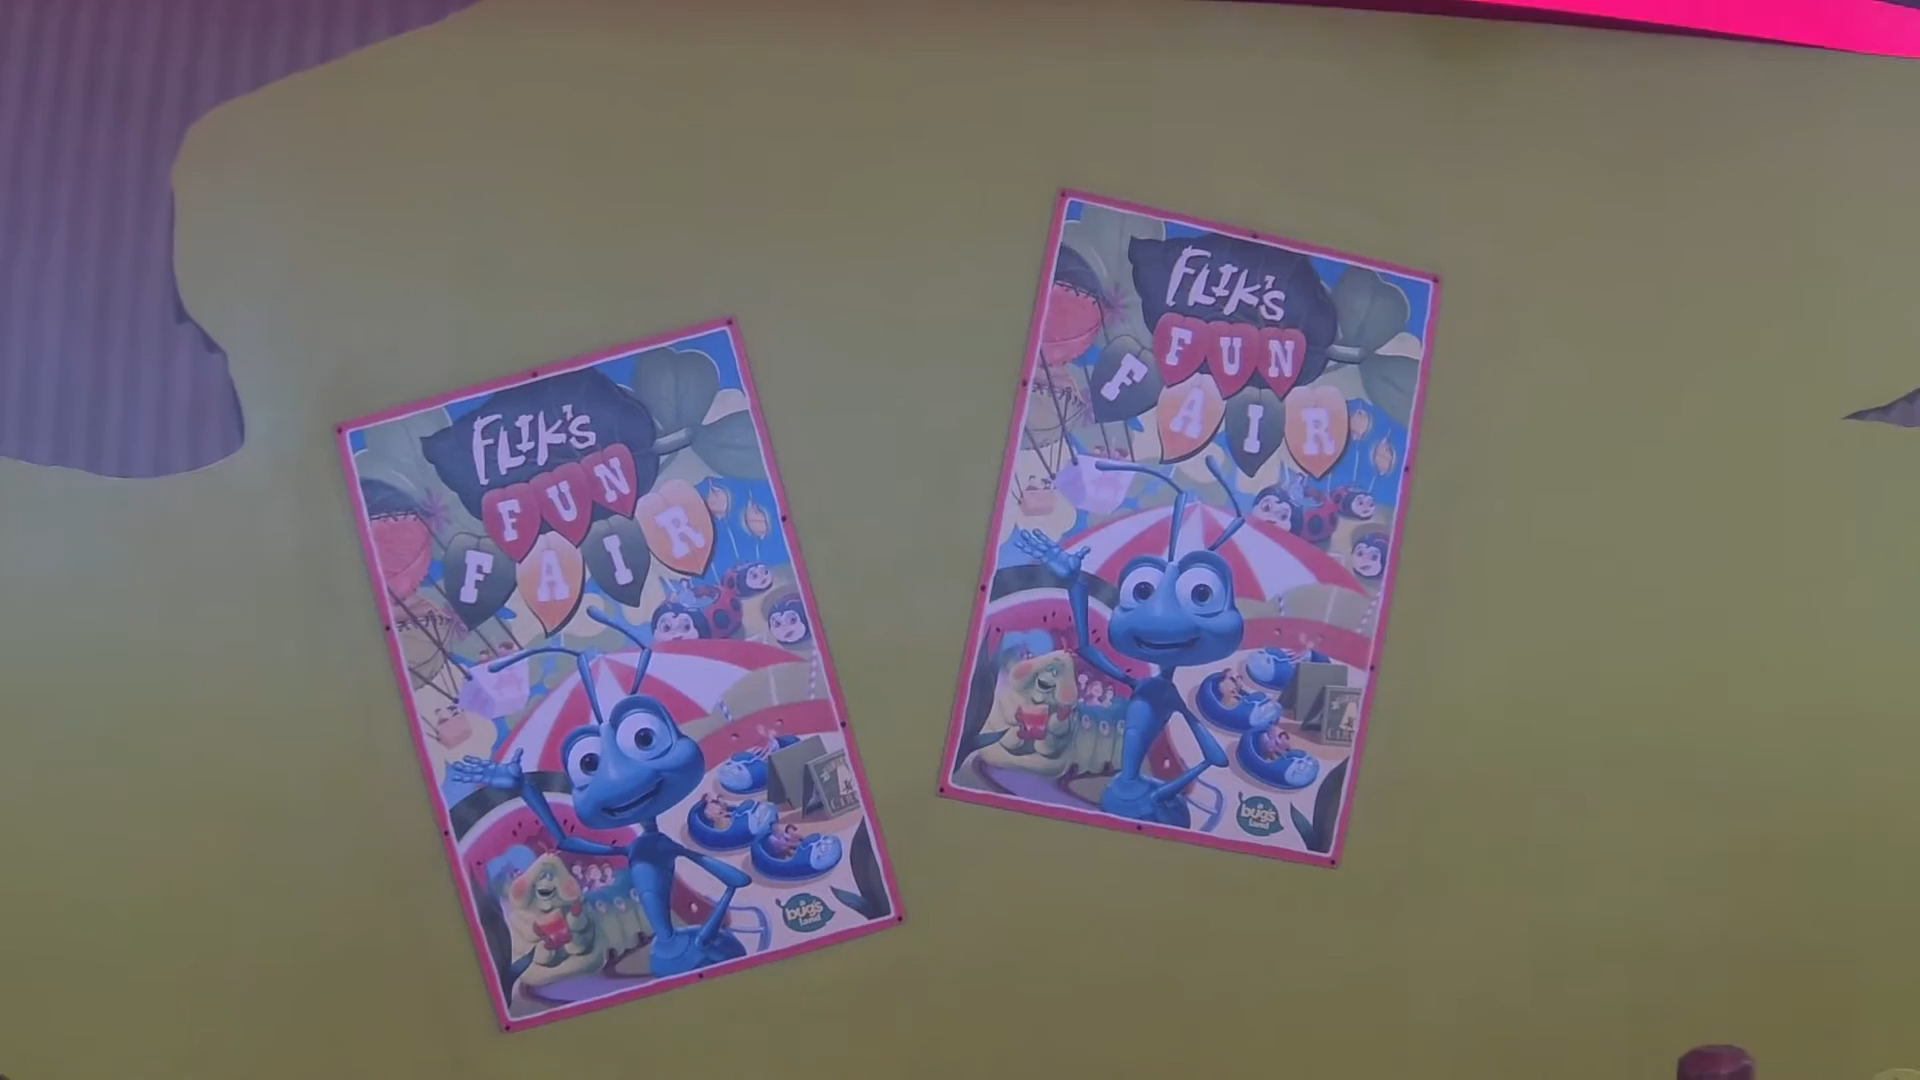 FLIK'S
FUN
FAIR
a
bug's
land
FLIK'S
FUN
FAIR
a
bug's
land